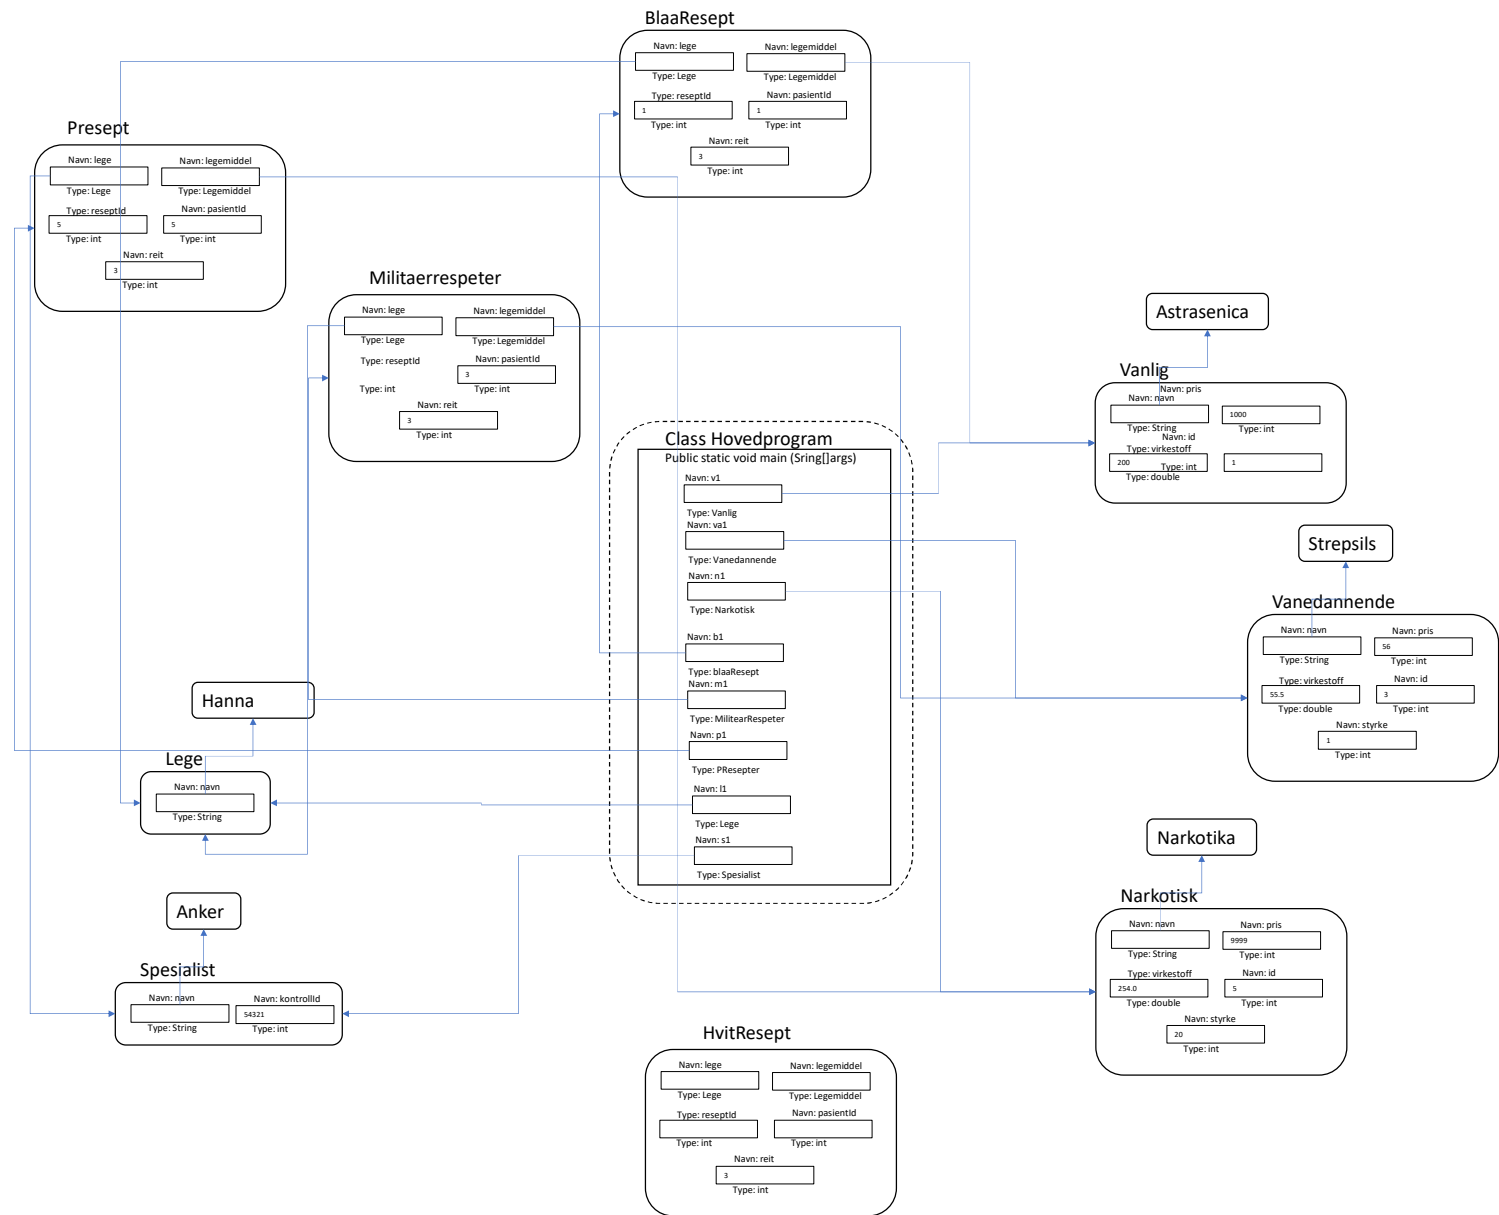 BlaaResept
Navn: lege
Navn: legemiddel
Type: Lege
Type: Legemiddel
Type: reseptId
Navn: pasientId
1
1
Type: int
Type: int
Navn: reit
3
Type: int
Presept
Navn: lege
Navn: legemiddel
Type: Lege
Type: Legemiddel
Type: reseptId
Navn: pasientId
5
5
Type: int
Type: int
Navn: reit
3
Type: int
Militaerrespeter
Navn: lege
Navn: legemiddel
Type: Lege
Type: Legemiddel
Type: reseptId
Navn: pasientId
3
Type: int
Type: int
Navn: reit
3
Type: int
Class Hovedprogram
Public static void main (Sring[]args)
Navn: v1
Type: Vanlig
Navn: va1
Type: Vanedannende
Navn: n1
Type: Narkotisk
Navn: b1
Type: blaaResept
Navn: m1
Type: MilitearRespeter
Navn: p1
Type: PResepter
Navn: l1
Type: Lege
Navn: s1
Type: Spesialist
Astrasenica
Vanlig
Navn: pris
Navn: navn
1000
Type: String
Type: int
Navn: id
Type: virkestoff
200
Type: int
1
Type: double
Strepsils
Vanedannende
Navn: navn
Navn: pris
56
Type: String
Type: int
Type: virkestoff
Navn: id
55.5
3
Type: double
Type: int
Navn: styrke
1
Type: int
Hanna
Lege
Navn: navn
Type: String
Anker
Spesialist
Navn: navn
Navn: kontrollId
54321
Type: String
Type: int
Narkotika
Narkotisk
Navn: navn
Navn: pris
9999
Type: String
Type: int
Type: virkestoff
Navn: id
254.0
5
Type: double
Type: int
Navn: styrke
20
Type: int
HvitResept
Navn: lege
Navn: legemiddel
Type: Lege
Type: Legemiddel
Type: reseptId
Navn: pasientId
Type: int
Type: int
Navn: reit
3
Type: int